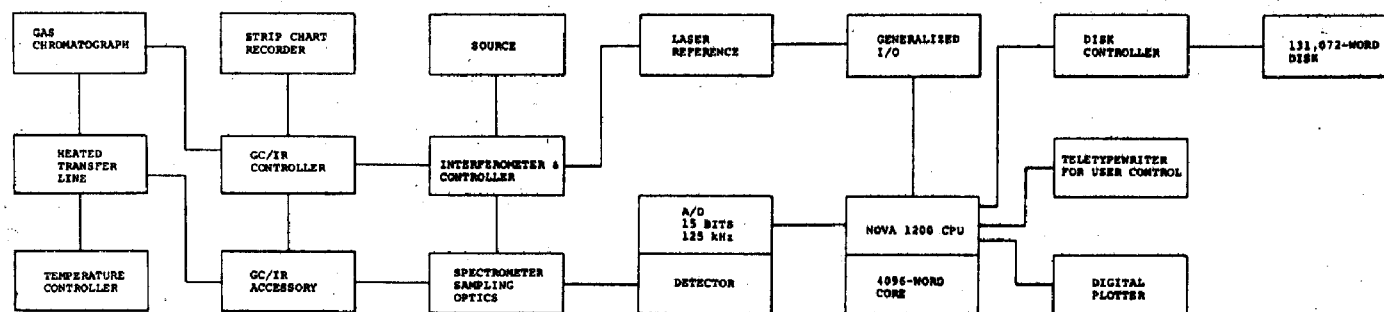 GAS
CHROMATOGRAPH
STRIP CHART
RECORDER
SOURCE
LASER
REFERENCE
GENERALIZED
I/O
DISK
CONTROLLER
131,072-WORD
DISK
HEATED
TRANSFER
LINE
GC/IR
CONTROLLER
INTERFEROMETER &
CONTROLLER
TELETYPEWRITER
FOR USER CONTROL
A/D
15 BITS
125 kHz
NOVA 1200 CPU
TEMPERATURE
CONTROLLER
GC/IR
ACCESSORY
SPECTROMETER
SAMPLING
OPTICS
DETECTOR
4096-WORD
CORE
DIGITAL
PLOTTER